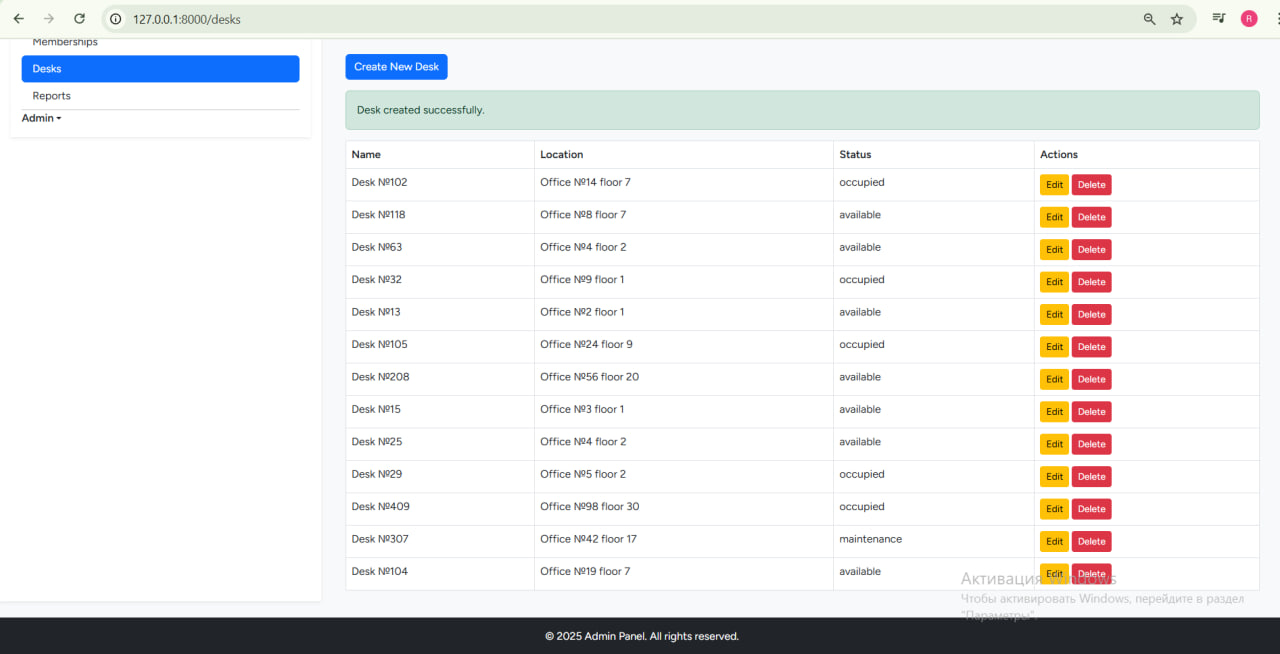 127.0.0.1:8000/desks
R
Memberships
Desks
Reports
Admin
Create New Desk
Desk created successfully.
Name Location Status Actions
Desk №102 Office №14 floor 7 occupied Edit Delete
Desk №118 Office №8 floor 7 available Edit Delete
Desk №63 Office №4 floor 2 available Edit Delete
Desk №32 Office №9 floor 1 occupied Edit Delete
Desk №13 Office №2 floor 1 available Edit Delete
Desk №105 Office №24 floor 9 occupied Edit Delete
Desk №208 Office №56 floor 20 available Edit Delete
Desk №15 Office №3 floor 1 available Edit Delete
Desk №25 Office №4 floor 2 available Edit Delete
Desk №29 Office №5 floor 2 occupied Edit Delete
Desk №409 Office №98 floor 30 occupied Edit Delete
Desk №307 Office №42 floor 17 maintenance Edit Delete
Desk №104 Office №19 floor 7 available Edit Delete
Активация Windows
Чтобы активировать Windows, перейдите в раздел
"Параметры".
© 2025 Admin Panel. All rights reserved.